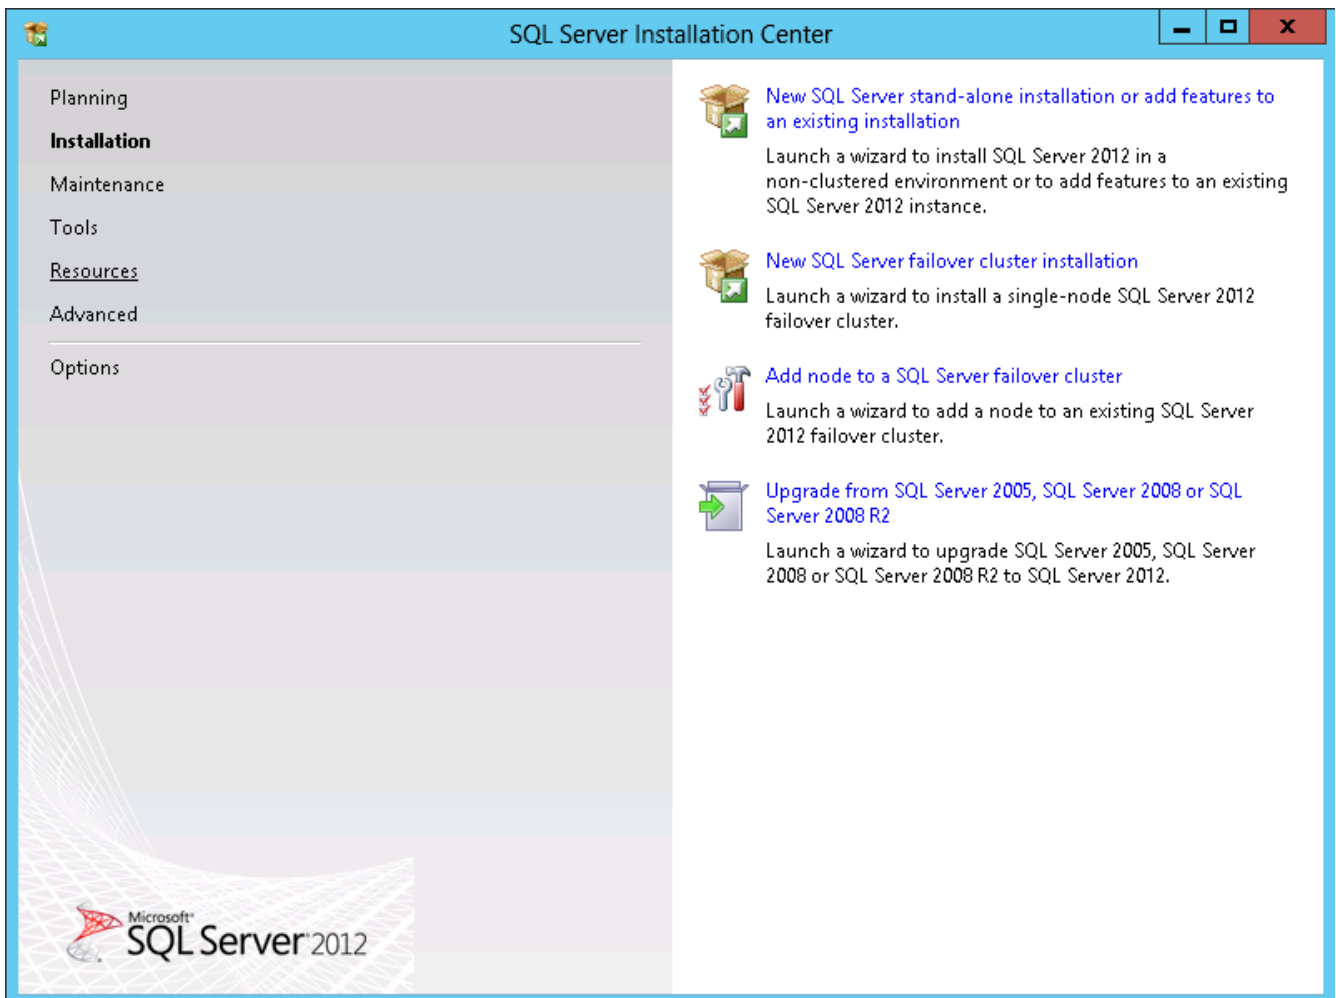 SQL Server Installation Center
Planning
Installation
Maintenance
Tools
Resources
Advanced
Options
New SQL Server stand-alone installation or add features to
an existing installation
Launch a wizard to install SQL Server 2012 in a
non-clustered environment or to add features to an existing
SQL Server 2012 instance.
New SQL Server failover cluster installation
Launch a wizard to install a single-node SQL Server 2012
failover cluster.
Add node to a SQL Server failover cluster
Launch a wizard to add a node to an existing SQL Server
2012 failover cluster.
Upgrade from SQL Server 2005, SQL Server 2008 or SQL
Server 2008 R2
Launch a wizard to upgrade SQL Server 2005, SQL Server
2008 or SQL Server 2008 R2 to SQL Server 2012.
Microsoft®
SQL Server® 2012